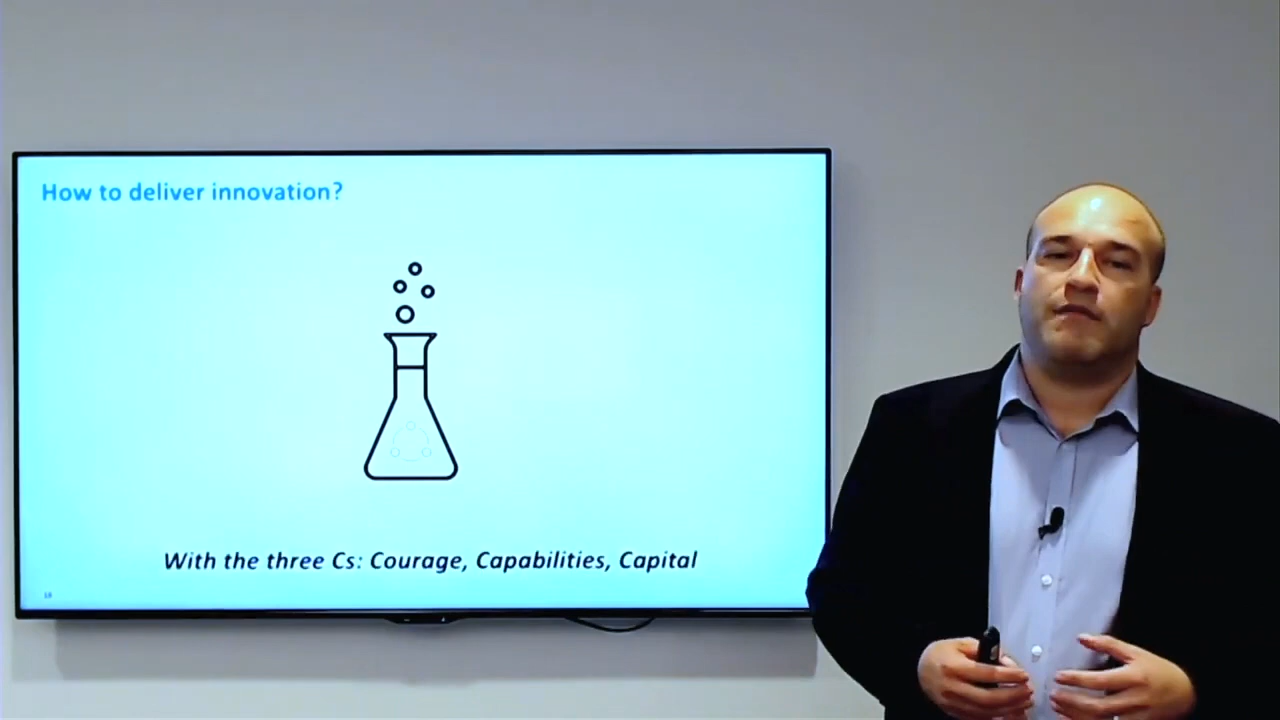 How to deliver innovation?
With the three Cs: Courage, Capabilities, Capital